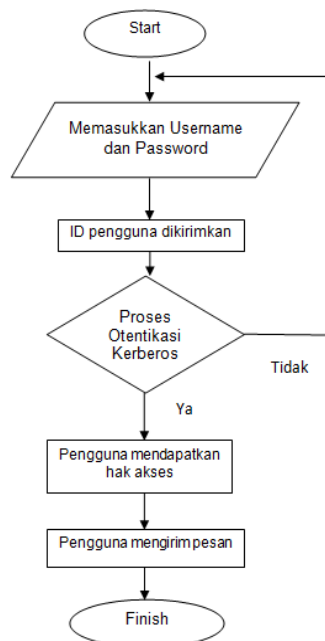 Start
Memasukkan Username
dan Password
ID pengguna dikirimkan
Proses
Otentikasi
Kerberos
Tidak
Ya
Pengguna mendapatkan
hak akses
Pengguna mengirim pesan
Finish